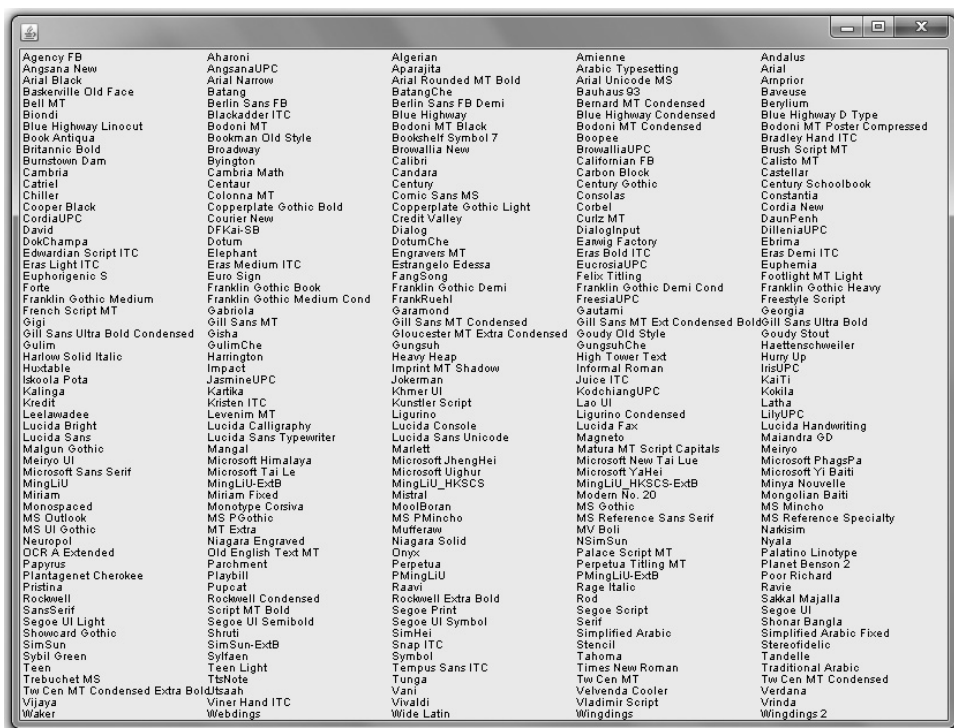 Agency FB Aharoni Algerian Amienne Andalus
Angsana New AngsanaUPC Aparajita Arabic Typesetting Arial
Arial Black Arial Narrow Arial Rounded MT Bold Arial Unicode MS Arnprior
Baskerville Old Face Batang BatangChe Bauhaus 93 Baveuse
Bell MT Berlin Sans FB Berlin Sans FB Demi Bernard MT Condensed Berylium
Biondi Blackadder ITC Blue Highway Blue Highway Condensed Blue Highway D Type
Blue Highway Linocut Bodoni MT Bodoni MT Black Bodoni MT Condensed Bodoni MT Poster Compressed
Book Antiqua Bookman Old Style Bookshelf Symbol 7 Boopee Bradley Hand ITC
Britannic Bold Broadway Browallia New BrowalliaUPC Brush Script MT
Burnstown Dam Byington Calibri Californian FB Calisto MT
Cambria Cambria Math Candara Carbon Block Castellar
Catriel Centaur Century Century Gothic Century Schoolbook
Chiller Colonna MT Comic Sans MS Consolas Constantia
Cooper Black Copperplate Gothic Bold Copperplate Gothic Light Corbel Cordia New
CordiaUPC Courier New Credit Valley Curlz MT DaunPenh
David DFKai-SB Dialog DialogInput DilleniaUPC
DokChampa Dotum DotumChe Earwig Factory Ebrima
Edwardian Script ITC Elephant Engravers MT Eras Bold ITC Eras Demi ITC
Eras Light ITC Eras Medium ITC Estrangelo Edessa EucrosiaUPC Euphemia
Euphorigenic S Euro Sign FangSong Felix Titling Footlight MT Light
Forte Franklin Gothic Book Franklin Gothic Demi Franklin Gothic Demi Cond Franklin Gothic Heavy
Franklin Gothic Medium Franklin Gothic Medium Cond FrankRuehl FreesiaUPC Freestyle Script
French Script MT Gabriola Garamond Gautami Georgia
Gigi Gill Sans MT Gill Sans MT Condensed Gill Sans MT Ext Condensed Bold Gill Sans Ultra Bold
Gill Sans Ultra Bold Condensed Gisha Gloucester MT Extra Condensed Goudy Old Style Goudy Stout
Gulim GulimChe Gungsuh GungsuhChe Haettenschweiler
Harlow Solid Italic Harrington Heavy Heap High Tower Text Hurry Up
Huxtable Impact Imprint MT Shadow Informal Roman IrisUPC
Iskoola Pota JasmineUPC Jokerman Juice ITC KaiTi
Kalinga Kartika Khmer UI KodchiangUPC Kokila
Kredit Kristen ITC Kunstler Script Lao UI Latha
Leelawadee Levenim MT Ligurino Ligurino Condensed LilyUPC
Lucida Bright Lucida Calligraphy Lucida Console Lucida Fax Lucida Handwriting
Lucida Sans Lucida Sans Typewriter Lucida Sans Unicode Magneto Maiandra GD
Malgun Gothic Mangal Marlett Matura MT Script Capitals Meiryo
Meiryo UI Microsoft Himalaya Microsoft JhengHei Microsoft New Tai Lue Microsoft PhagsPa
Microsoft Sans Serif Microsoft Tai Le Microsoft Uighur Microsoft YaHei Microsoft Yi Baiti
MingLiU MingLiU-ExtB MingLiU_HKSCS MingLiU_HKSCS-ExtB Minya Nouvelle
Miriam Miriam Fixed Mistral Modern No. 20 Mongolian Baiti
Monospaced Monotype Corsiva MoolBoran MS Gothic MS Mincho
MS Outlook MS PGothic MS PMincho MS Reference Sans Serif MS Reference Specialty
MS UI Gothic MT Extra Mufferaw MV Boli Narkisim
Neuropol Niagara Engraved Niagara Solid NSimSun Nyala
OCR A Extended Old English Text MT Onyx Palace Script MT Palatino Linotype
Papyrus Parchment Perpetua Perpetua Titling MT Planet Benson 2
Plantagenet Cherokee Playbill PMingLiU PMingLiU-ExtB Poor Richard
Pristina Pupcat Raavi Rage Italic Ravie
Rockwell Rockwell Condensed Rockwell Extra Bold Rod Sakkal Majalla
SansSerif Script MT Bold Segoe Print Segoe Script Segoe UI
Segoe UI Light Segoe UI Semibold Segoe UI Symbol Serif Shonar Bangla
Showcard Gothic Shruti SimHei Simplified Arabic Simplified Arabic Fixed
SimSun SimSun-ExtB Snap ITC Stencil Stereofidelic
Sybil Green Sylfaen Symbol Tahoma Tandelle
Teen Teen Light Tempus Sans ITC Times New Roman Traditional Arabic
Trebuchet MS TtsNote Tunga Tw Cen MT Tw Cen MT Condensed
Tw Cen MT Condensed Extra Bold Utsaah Vani Velvenda Cooler Verdana
Vijaya Viner Hand ITC Vivaldi Vladimir Script Vrinda
Waker Webdings Wide Latin Wingdings Wingdings 2